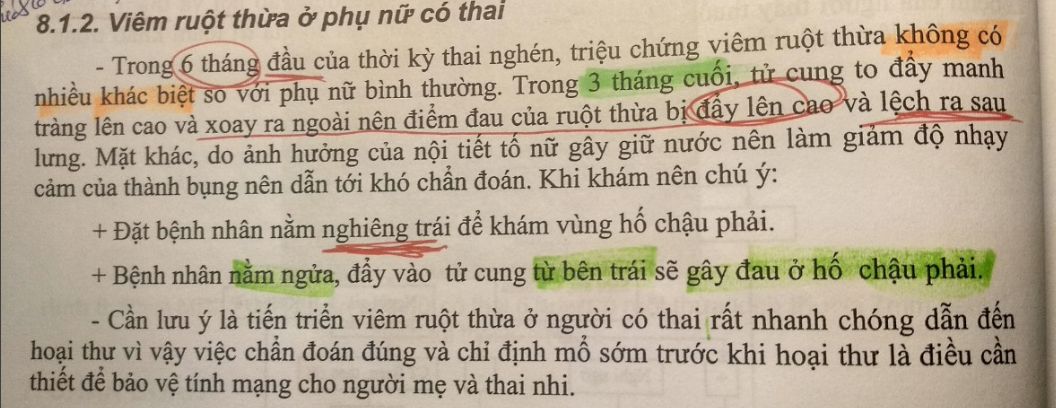 8.1.2. Viêm ruột thừa ở phụ nữ có thai
- Trong 6 tháng đầu của thời kỳ thai nghén, triệu chứng viêm ruột thừa không có
nhiều khác biệt so với phụ nữ bình thường. Trong 3 tháng cuối, tử cung to đẩy manh
tràng lên cao và xoay ra ngoài nên điểm đau của ruột thừa bị đẩy lên cao và lệch ra sau
lưng. Mặt khác, do ảnh hưởng của nội tiết tố nữ gây giữ nước nên làm giảm độ nhạy
cảm của thành bụng nên dẫn tới khó chẩn đoán. Khi khám nên chú ý:
+ Đặt bệnh nhân nằm nghiêng trái để khám vùng hố chậu phải.
+ Bệnh nhân nằm ngửa, đẩy vào tử cung từ bên trái sẽ gây đau ở hố chậu phải.
- Cần lưu ý là tiến triển viêm ruột thừa ở người có thai rất nhanh chóng dẫn đến
hoại thư vì vậy việc chẩn đoán đúng và chỉ định mổ sớm trước khi hoại thư là điều cần
thiết để bảo vệ tính mạng cho người mẹ và thai nhi.